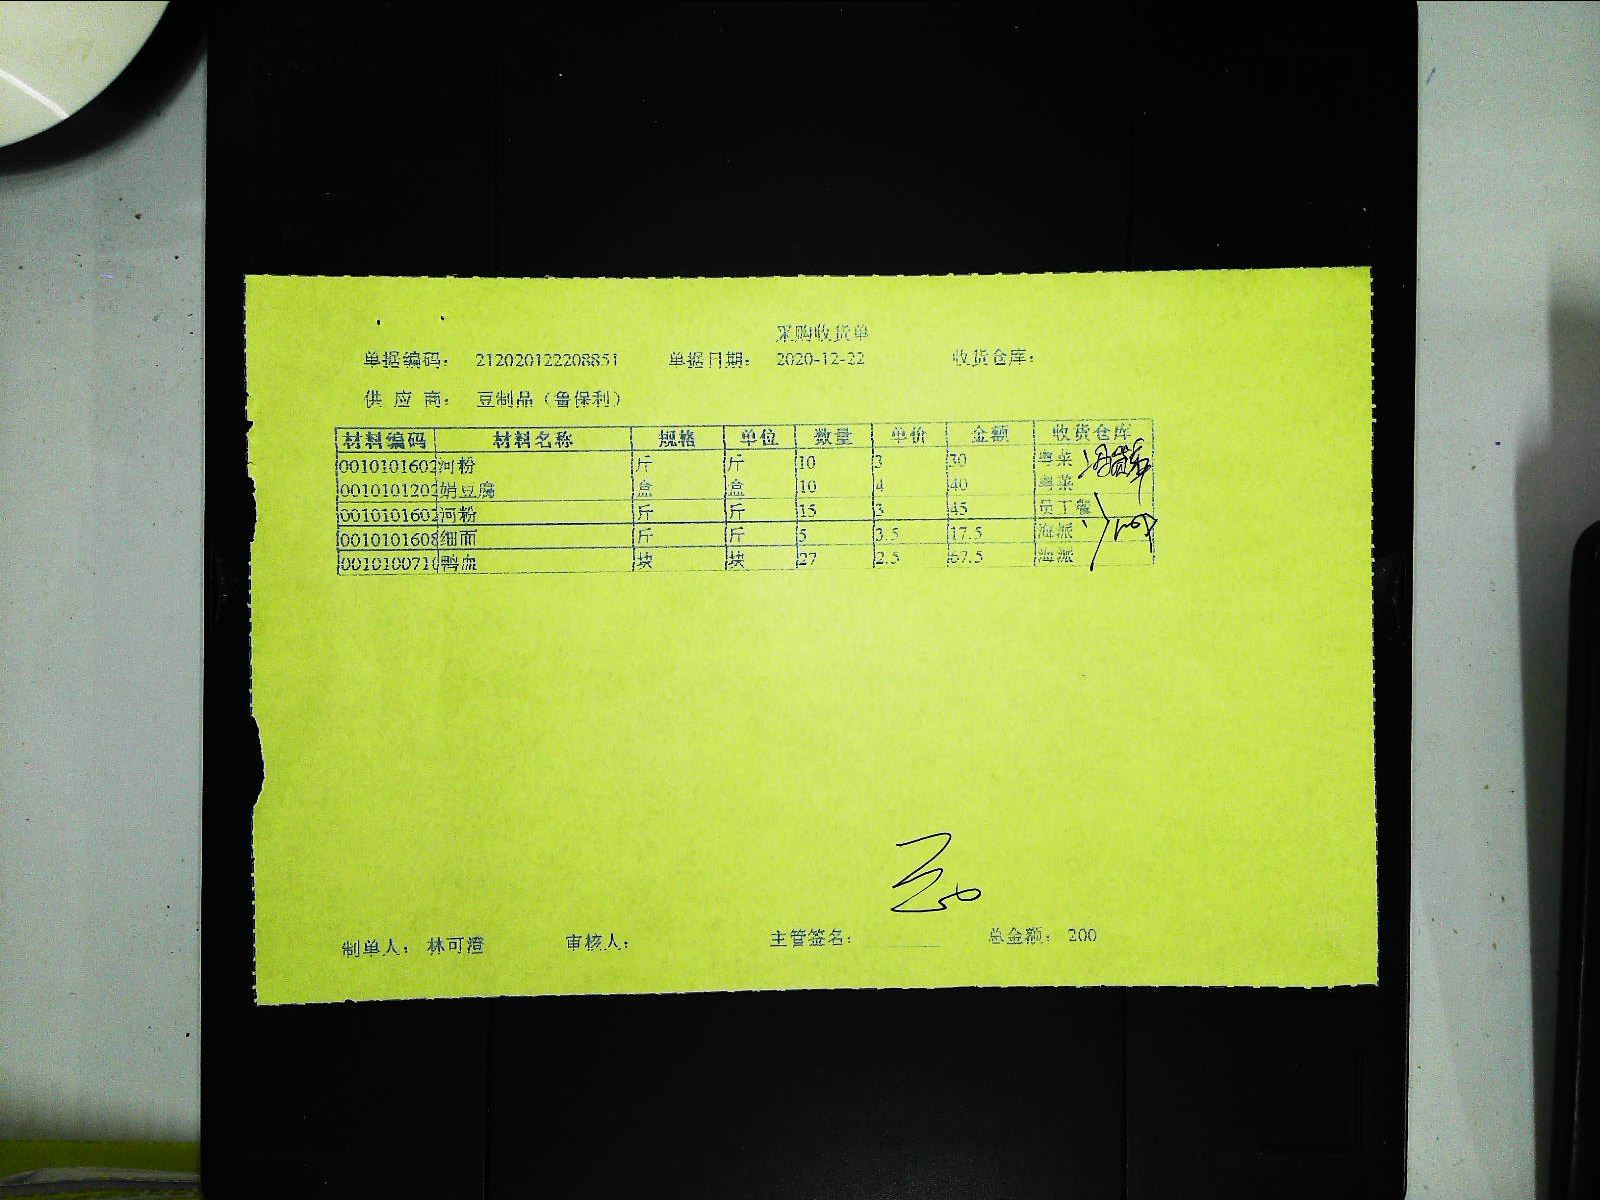 采购收货单
单据编码： 212020122208851 单据日期： 2020-12-22 收货仓库：
供 应 商： 豆制品（鲁保利）
材料编码 材料名称 规格 单位 数量 单价 金额 收货仓库
0010101602 河粉 斤 斤 10 3 30 粤菜
0010101202 娟豆腐 盒 盒 10 4 40 粤菜
0010101602 河粉 斤 斤 15 3 45 员工餐
0010101608 细面 斤 斤 5 3.5 17.5 海派
0010100710 鸭血 块 块 27 2.5 67.5 海派
制单人： 林可澄 审核人： 主管签名： 总金额： 200